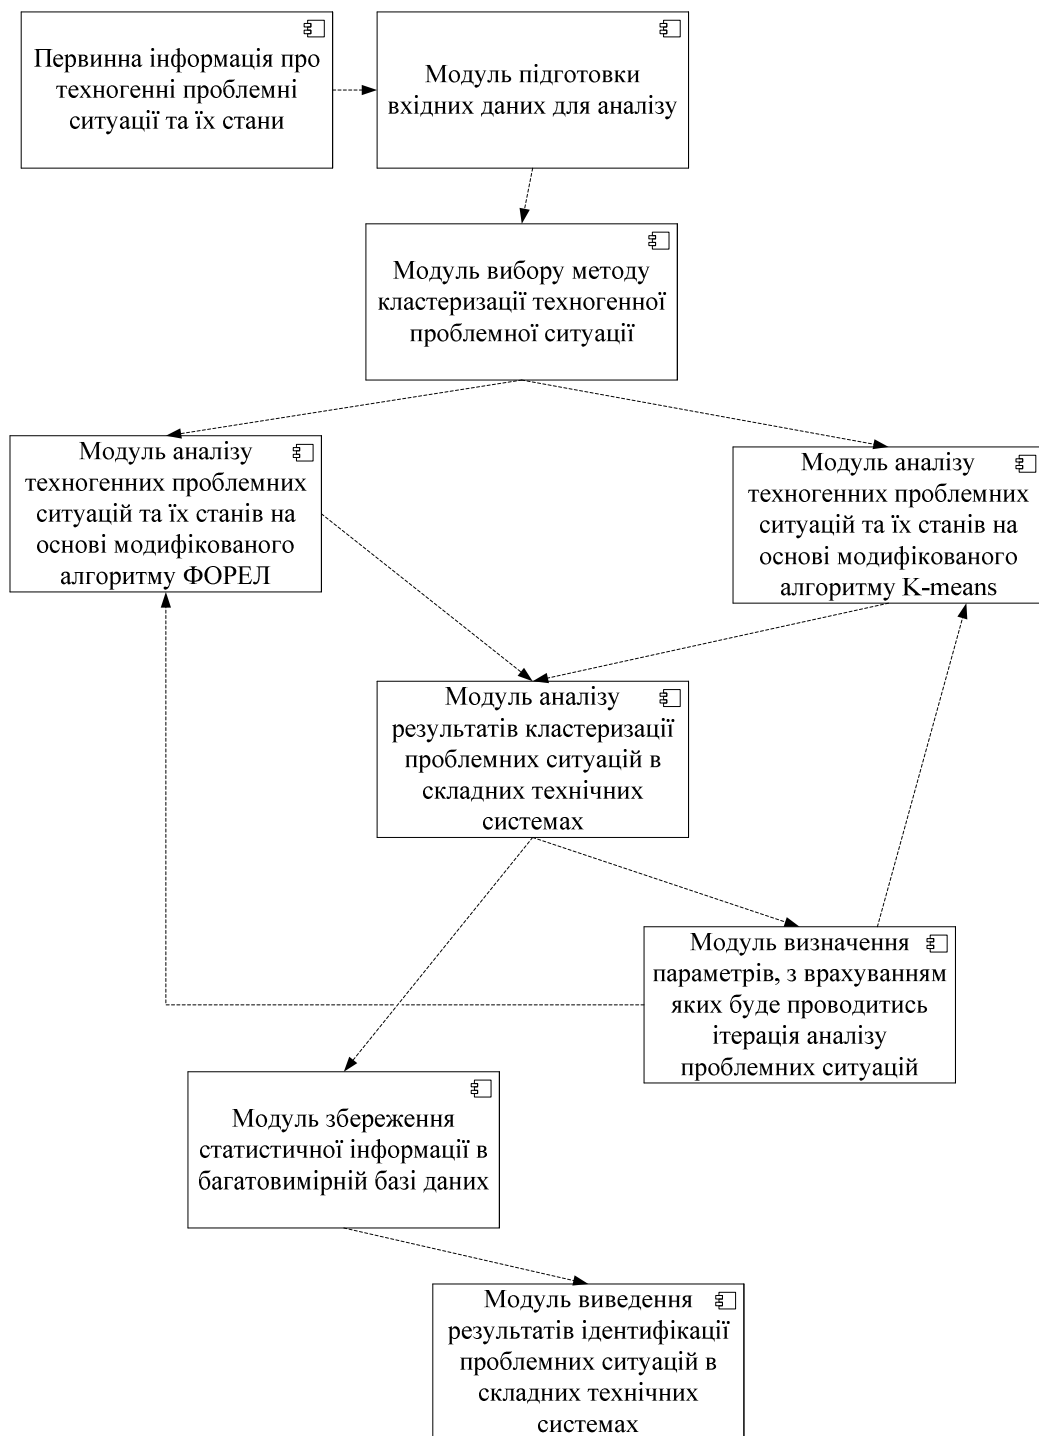 Первинна інформація про
техногенні проблемні
ситуації та їх стани
Модуль підготовки
вхідних даних для аналізу
Модуль вибору методу
кластеризації техногенної
проблемної ситуації
Модуль аналізу
техногенних проблемних
ситуацій та їх станів на
основі модифікованого
алгоритму ФОРЕЛ
Модуль аналізу
техногенних проблемних
ситуацій та їх станів на
основі модифікованого
алгоритму K-means
Модуль аналізу
результатів кластеризації
проблемних ситуацій в
складних технічних
системах
Модуль визначення
параметрів, з врахуванням
яких буде проводитись
ітерація аналізу
проблемних ситуацій
Модуль збереження
статистичної інформації в
багатовимірній базі даних
Модуль виведення
результатів ідентифікації
проблемних ситуацій в
складних технічних
системах